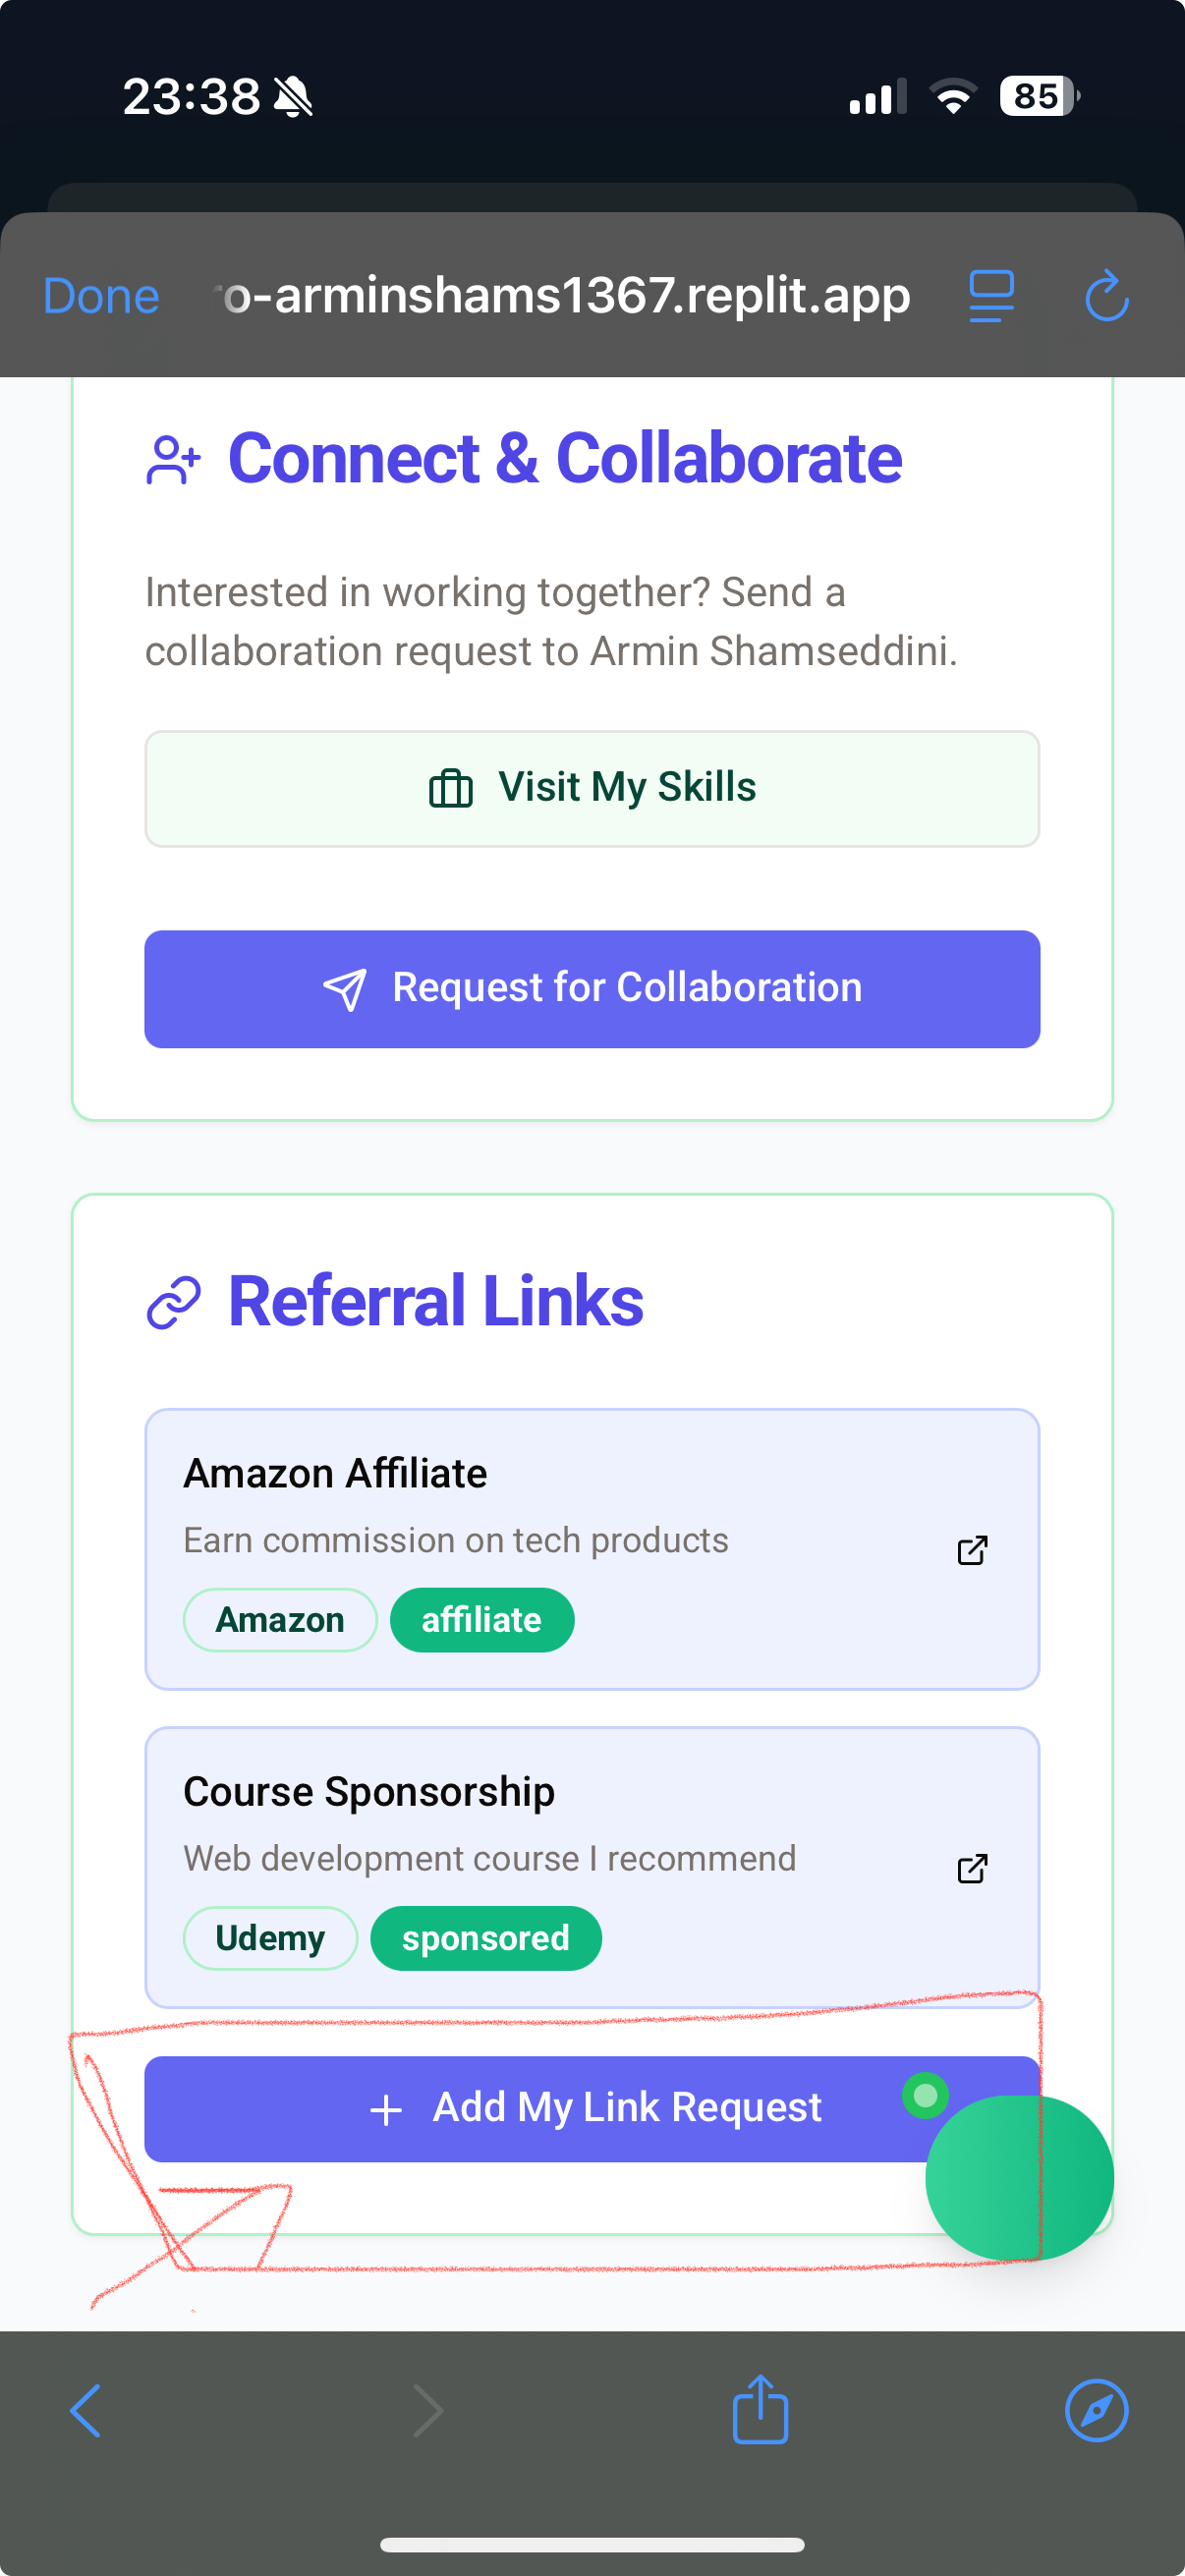 23:38
85
Done
o-arminshams1367.replit.app
Connect & Collaborate
Interested in working together? Send a
collaboration request to Armin Shamseddini.
Visit My Skills
Request for Collaboration
Referral Links
Amazon Affiliate
Earn commission on tech products
Amazon affiliate
Course Sponsorship
Web development course I recommend
Udemy sponsored
+ Add My Link Request